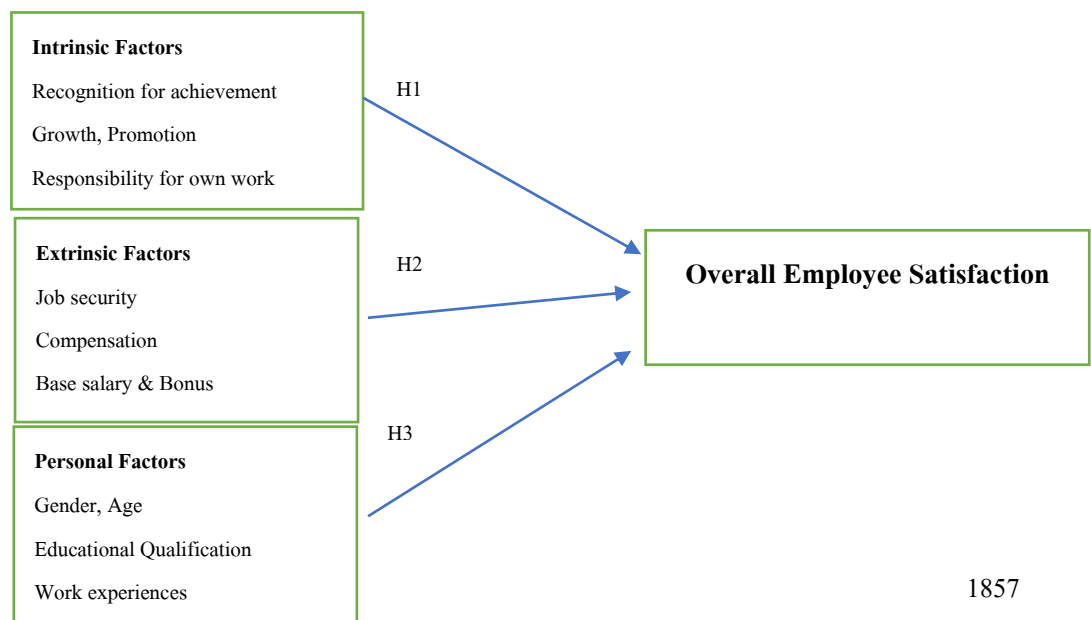 Intrinsic Factors
Recognition for achievement
Growth, Promotion
Responsibility for own work
H1
Extrinsic Factors
Job security
Compensation
Base salary & Bonus
H2
Overall Employee Satisfaction
Personal Factors
Gender, Age
Educational Qualification
Work experiences
H3
1857